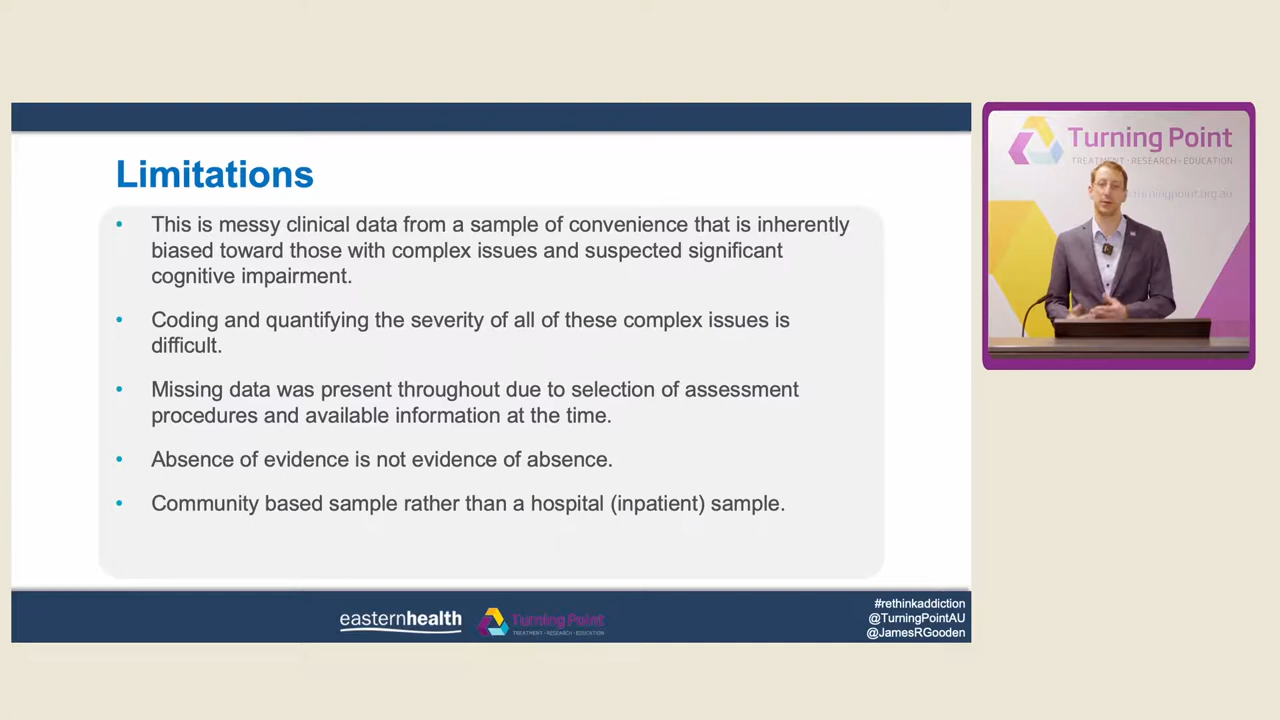 Limitations
• This is messy clinical data from a sample of convenience that is inherently
biased toward those with complex issues and suspected significant
cognitive impairment.
• Coding and quantifying the severity of all of these complex issues is
difficult.
• Missing data was present throughout due to selection of assessment
procedures and available information at the time.
• Absence of evidence is not evidence of absence.
• Community based sample rather than a hospital (inpatient) sample.
easternhealth
Turning Point
TREATMENT · RESEARCH · EDUCATION
#rethinkaddiction
@TurningPointAU
@JamesRGooden
Turning Point
TREATMENT · RESEARCH · EDUCATION
turningpoint.org.au